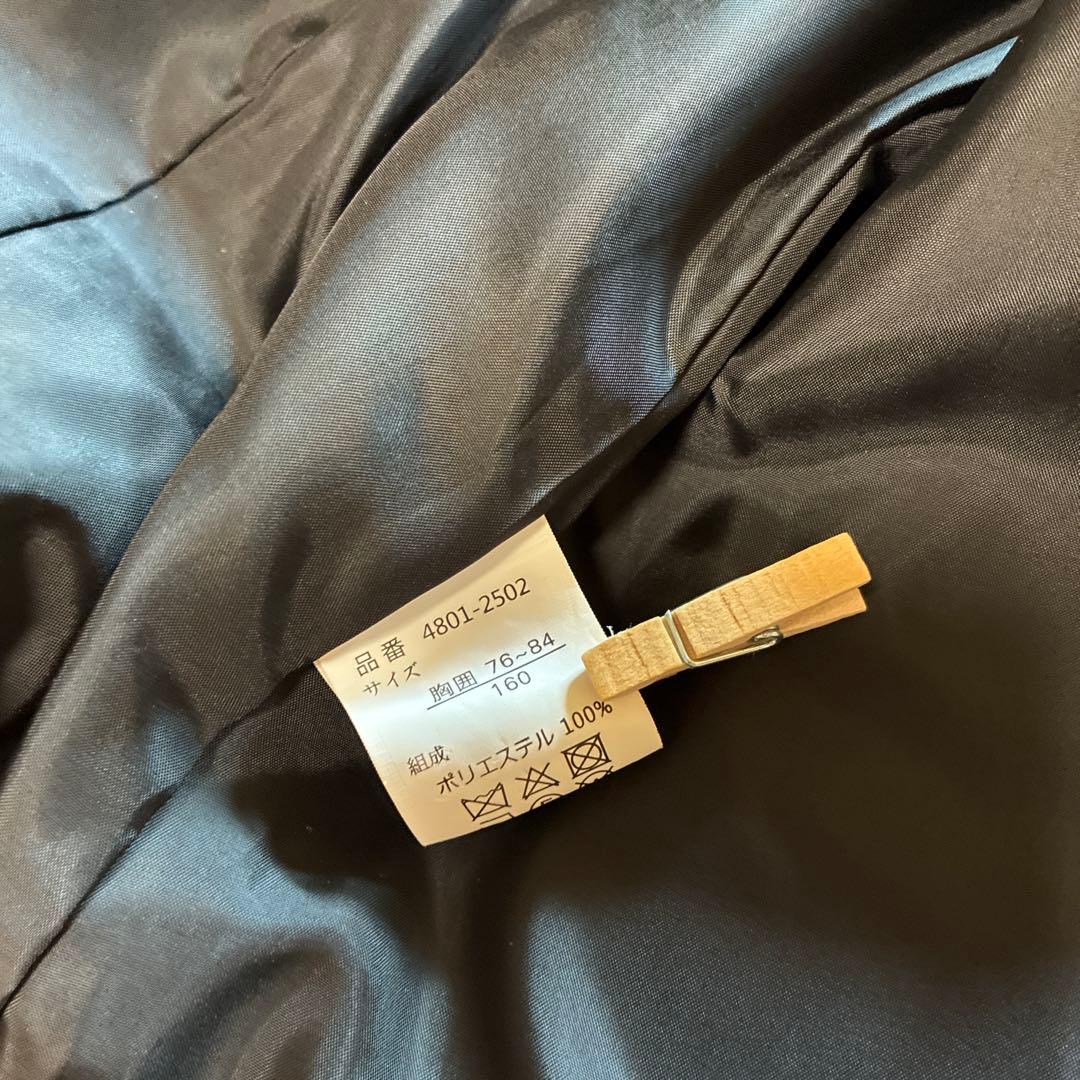 品番 4801-2502
サイズ
胸囲 76~84
160
組成
ポリエステル 100%